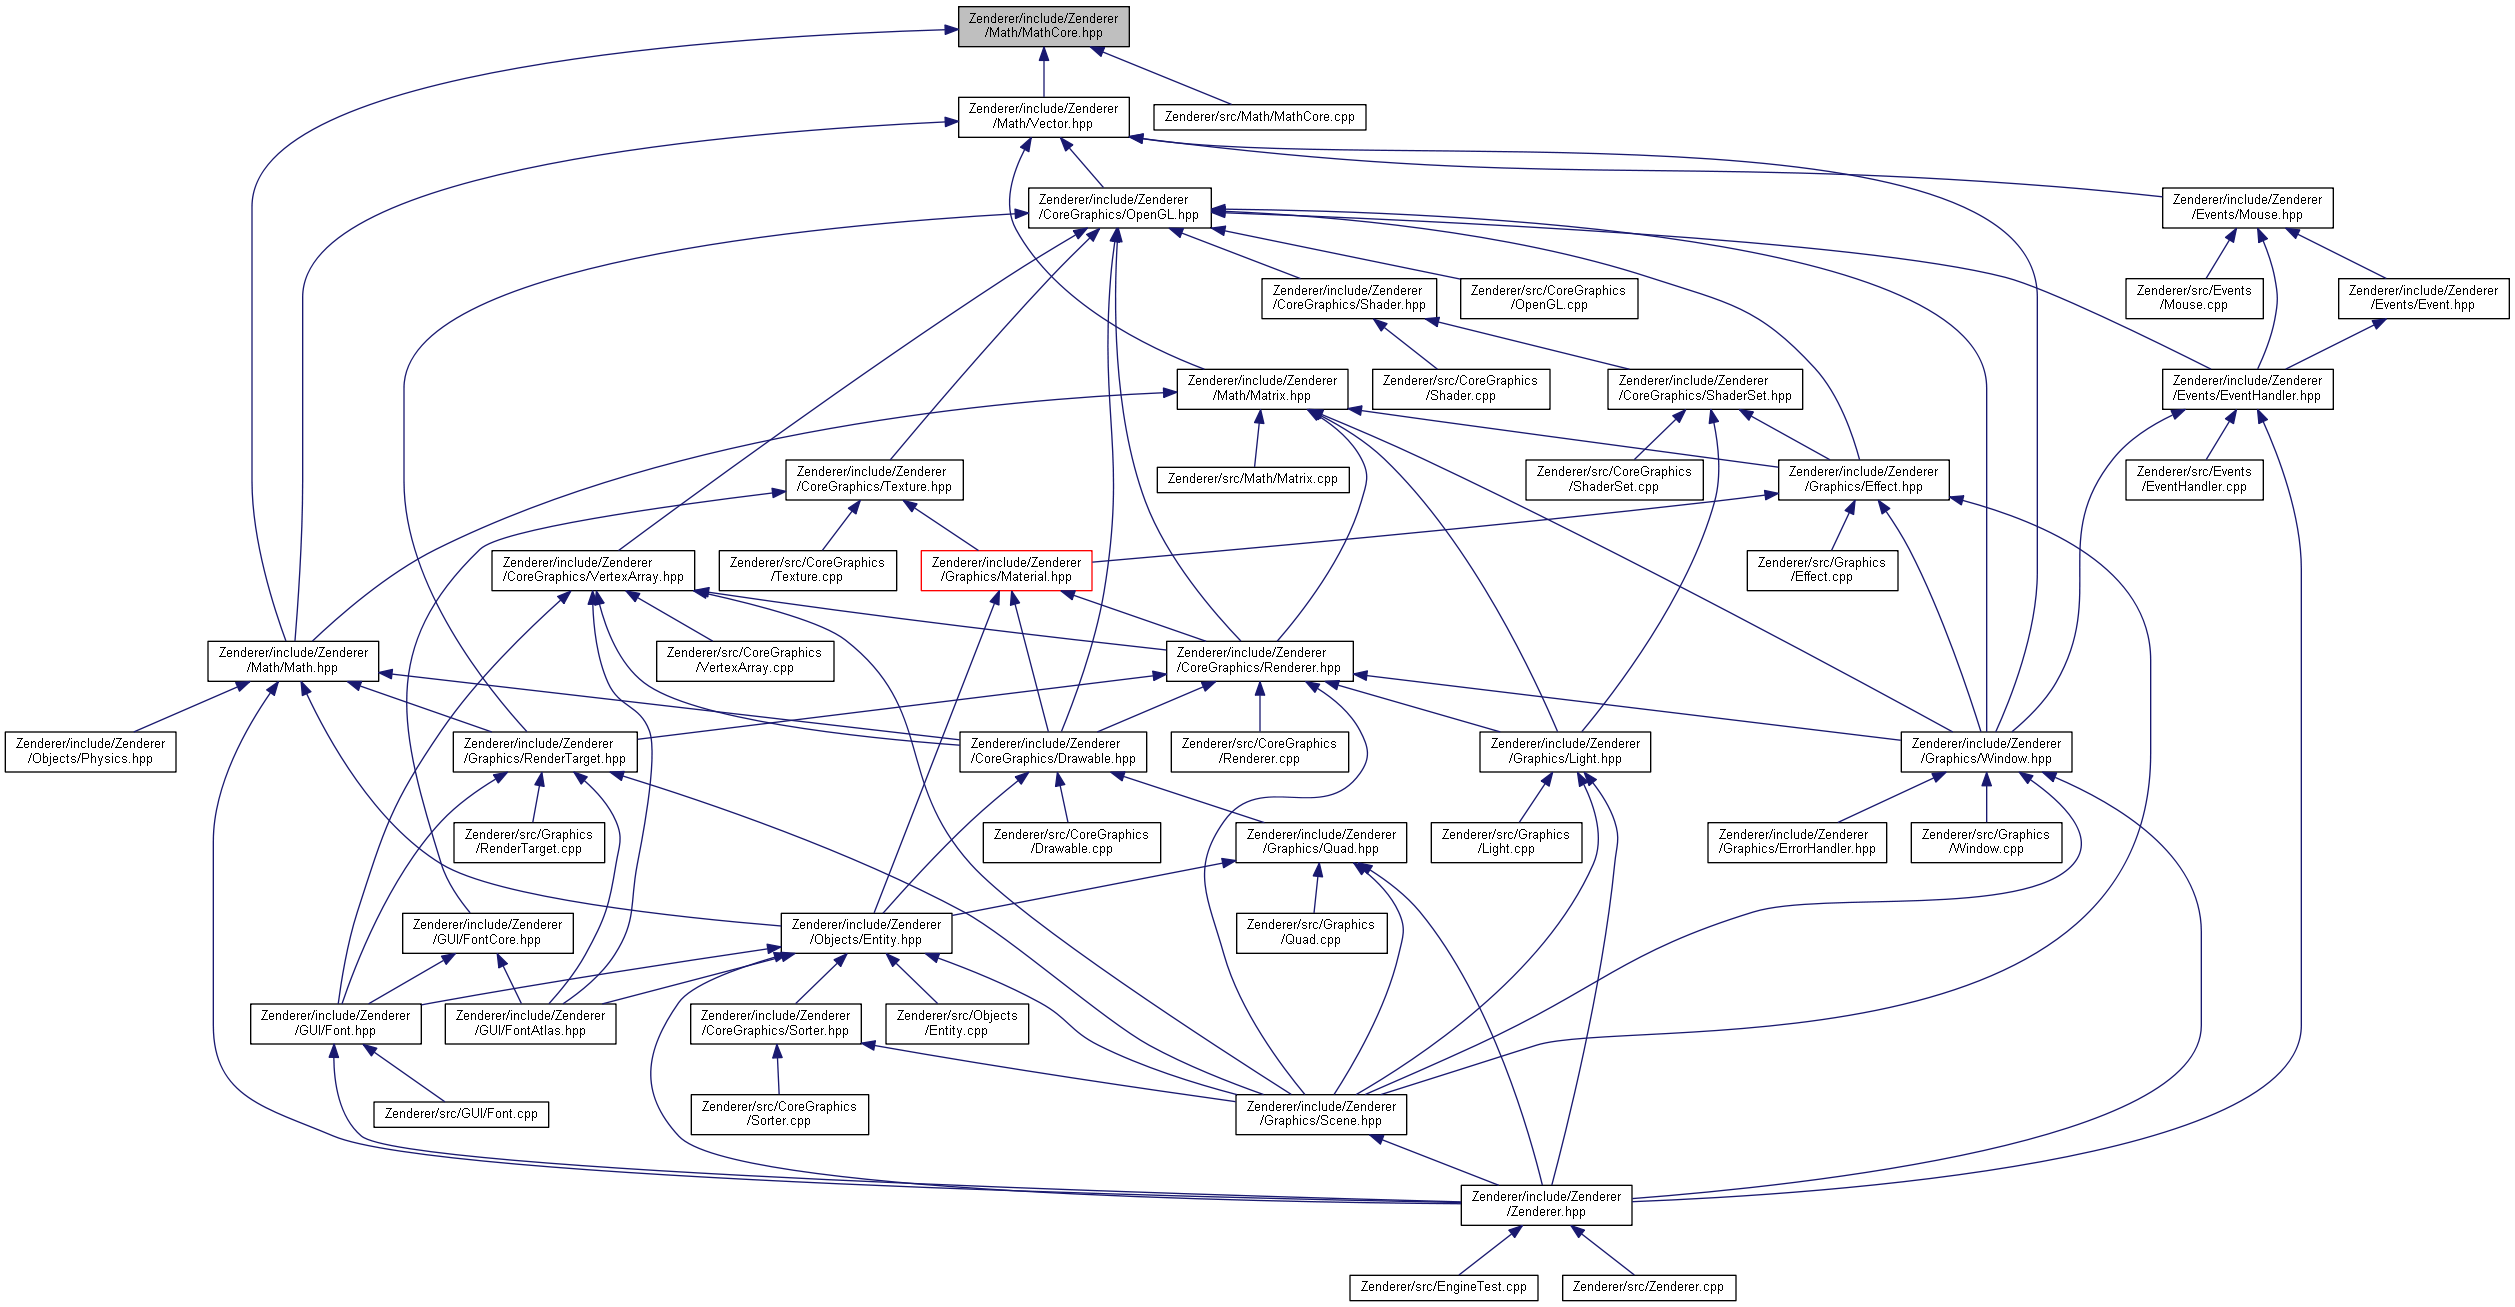 Zenderer/include/Zenderer
/Math/MathCore.hpp
Zenderer/include/Zenderer
/Math/Vector.hpp
Zenderer/src/Math/MathCore.cpp
Zenderer/include/Zenderer
/CoreGraphics/OpenGL.hpp
Zenderer/include/Zenderer
/Events/Mouse.hpp
Zenderer/include/Zenderer
/CoreGraphics/Shader.hpp
Zenderer/src/CoreGraphics
/OpenGL.cpp
Zenderer/src/Events
/Mouse.cpp
Zenderer/include/Zenderer
/Events/Event.hpp
Zenderer/include/Zenderer
/Math/Matrix.hpp
Zenderer/src/CoreGraphics
/Shader.cpp
Zenderer/include/Zenderer
/CoreGraphics/ShaderSet.hpp
Zenderer/include/Zenderer
/Events/EventHandler.hpp
Zenderer/include/Zenderer
/CoreGraphics/Texture.hpp
Zenderer/src/Math/Matrix.cpp
Zenderer/src/CoreGraphics
/ShaderSet.cpp
Zenderer/include/Zenderer
/Graphics/Effect.hpp
Zenderer/src/Events
/EventHandler.cpp
Zenderer/include/Zenderer
/CoreGraphics/VertexArray.hpp
Zenderer/src/CoreGraphics
/Texture.cpp
Zenderer/include/Zenderer
/Graphics/Material.hpp
Zenderer/src/Graphics
/Effect.cpp
Zenderer/include/Zenderer
/Math/Math.hpp
Zenderer/src/CoreGraphics
/VertexArray.cpp
Zenderer/include/Zenderer
/CoreGraphics/Renderer.hpp
Zenderer/include/Zenderer
/Objects/Physics.hpp
Zenderer/include/Zenderer
/Graphics/RenderTarget.hpp
Zenderer/include/Zenderer
/CoreGraphics/Drawable.hpp
Zenderer/src/CoreGraphics
/Renderer.cpp
Zenderer/include/Zenderer
/Graphics/Light.hpp
Zenderer/include/Zenderer
/Graphics/Window.hpp
Zenderer/src/Graphics
/RenderTarget.cpp
Zenderer/src/CoreGraphics
/Drawable.cpp
Zenderer/include/Zenderer
/Graphics/Quad.hpp
Zenderer/src/Graphics
/Light.cpp
Zenderer/include/Zenderer
/Graphics/ErrorHandler.hpp
Zenderer/src/Graphics
/Window.cpp
Zenderer/include/Zenderer
/GUI/FontCore.hpp
Zenderer/include/Zenderer
/Objects/Entity.hpp
Zenderer/src/Graphics
/Quad.cpp
Zenderer/include/Zenderer
/GUI/Font.hpp
Zenderer/include/Zenderer
/GUI/FontAtlas.hpp
Zenderer/include/Zenderer
/CoreGraphics/Sorter.hpp
Zenderer/src/Objects
/Entity.cpp
Zenderer/src/GUI/Font.cpp
Zenderer/src/CoreGraphics
/Sorter.cpp
Zenderer/include/Zenderer
/Graphics/Scene.hpp
Zenderer/include/Zenderer
/Zenderer.hpp
Zenderer/src/EngineTest.cpp
Zenderer/src/Zenderer.cpp